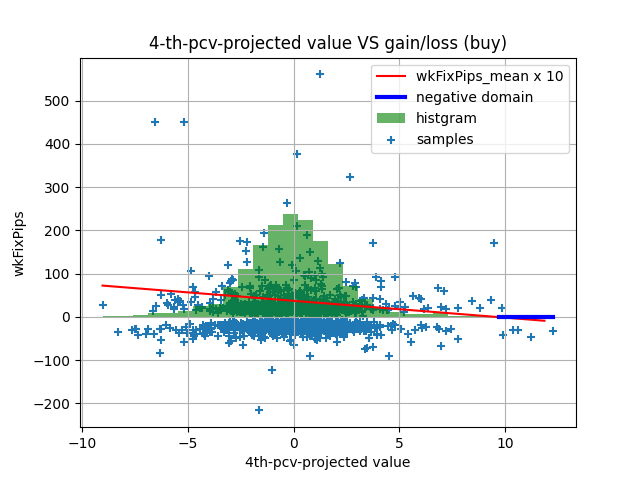 4-th-pcv-projected value VS gain/loss (buy)
wkFixPips_mean x 10
negative domain
histgram
samples
500
400
300
200
100
0
−100
−200
wkFixPips
−10
−5
0
5
10
4th-pcv-projected value